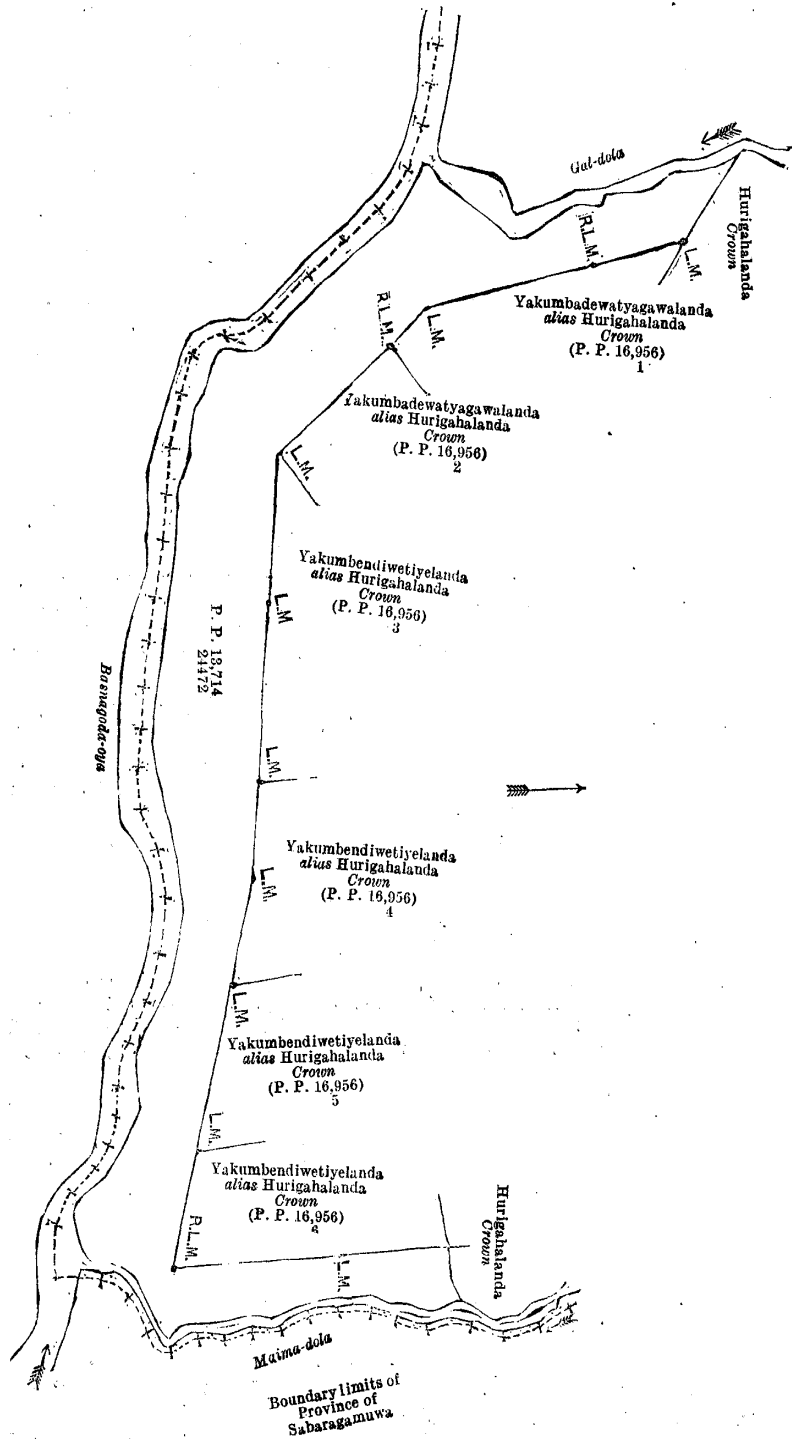 Gal-dola
Hurigahalanda
Crown
R.L.M.
L.M.
Yakumbadewatyagawalanda
alias Hurigahalanda
Crown
(P. P. 16,956)
1
R.L.M.
L.M.
Yakumbadewatyagawalanda
alias Hurigahalanda
Crown
(P. P. 16,956)
2
L.M.
Yakumbendiwetiyelanda
alias Hurigahalanda
Crown
(P. P. 16,956)
3
L.M
P. P. 13,714
24472
Basnagoda-oya
L.M.
Yakumbendiwetiyelanda
alias Hurigahalanda
Crown
(P. P. 16,956)
4
L.M.
L.M.
Yakumbendiwetiyelanda
alias Hurigahalanda
Crown
(P. P. 16,956)
5
L.M.
Yakumbendiwetiyelanda
alias Hurigahalanda
Crown
(P. P. 16,956)
6
R.L.M.
L.M.
Hurigahalanda
Crown
Maima-dola
Boundary limits of
Province of
Sabaragamuwa